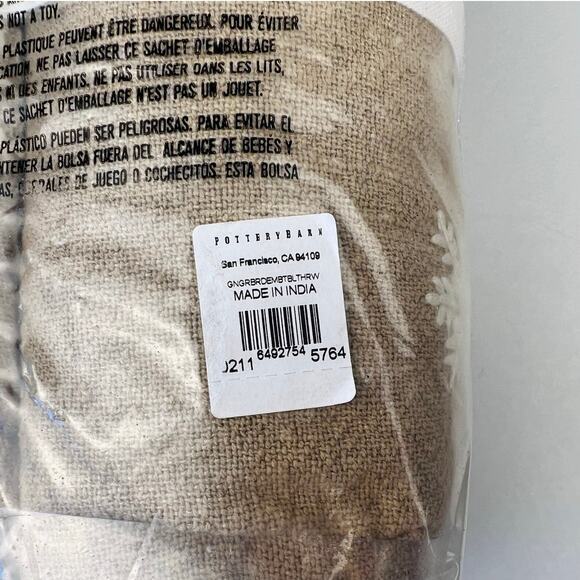 NOT A TOY.
PLASTIQUE PEUVENT ÊTRE DANGEREUX. POUR ÉVITER
NE PAS LAISSER CE SACHET D'EMBALLAGE
NI DES ENFANTS. NE PAS UTILISER DANS LES LITS,
CE SACHET D'EMBALLAGE N'EST PAS UN JOUET.
PLÁSTICO PUEDEN SER PELIGROSAS. PARA EVITAR EL
LA BOLSA FUERA DEL ALCANCE DE BEBES Y
DE JUEGO O COCHECITOS. ESTA BOLSA
POTTERYBARN
San Francisco, CA 94109
GNGRBRDEMBTBLTHRW
MADE IN INDIA
0211 6492754 5764